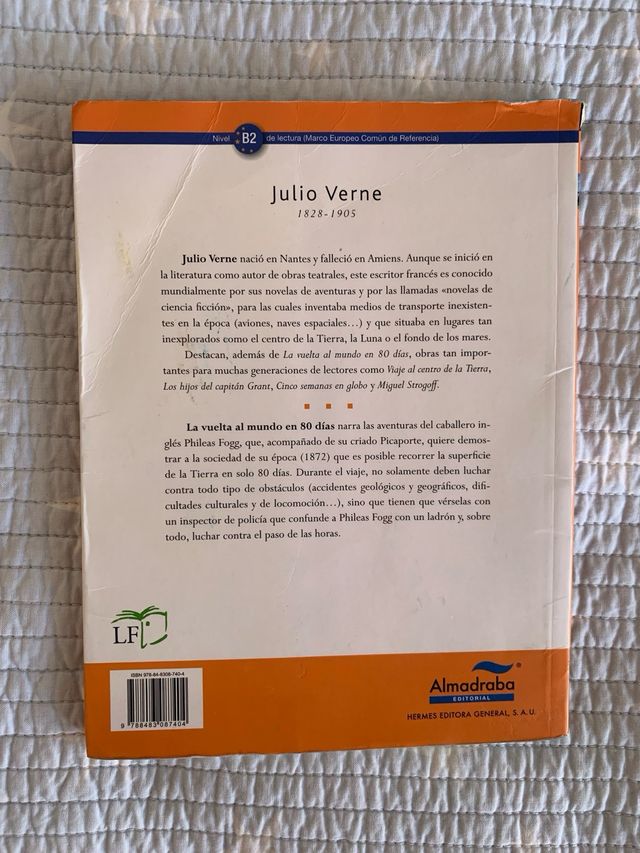 Nivel B2 de lectura (Marco Europeo Común de Referencia)
Julio Verne
1828-1905
Julio Verne nació en Nantes y falleció en Amiens. Aunque se inició en
la literatura como autor de obras teatrales, este escritor francés es conocido
mundialmente por sus novelas de aventuras y por las llamadas «novelas de
ciencia ficción», para las cuales inventaba medios de transporte inexisten-
tes en la época (aviones, naves espaciales…) y que situaba en lugares tan
inexplorados como el centro de la Tierra, la Luna o el fondo de los mares.
Destacan, además de La vuelta al mundo en 80 días, obras tan impor-
tantes para muchas generaciones de lectores como Viaje al centro de la Tierra,
Los hijos del capitán Grant, Cinco semanas en globo y Miguel Strogoff.
La vuelta al mundo en 80 días narra las aventuras del caballero in-
glés Phileas Fogg, que, acompañado de su criado Picaporte, quiere demos-
trar a la sociedad de su época (1872) que es posible recorrer la superficie
de la Tierra en solo 80 días. Durante el viaje, no solamente deben luchar
contra todo tipo de obstáculos (accidentes geológicos y geográficos, difi-
cultades culturales y de locomoción…), sino que tienen que vérselas con
un inspector de policía que confunde a Phileas Fogg con un ladrón y, sobre
todo, luchar contra el paso de las horas.
LF
ISBN 978-84-8308-740-4
9 788483 087404
Almadraba®
EDITORIAL
HERMES EDITORA GENERAL, S. A. U.